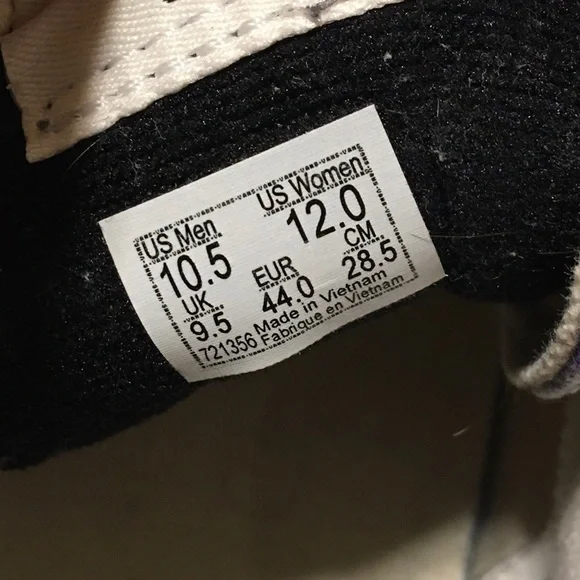 US Men US Women
10.5 12.0
UK EUR CM
9.5 44.0 28.5
721356 Made in Vietnam
Fabrique en Vietnam